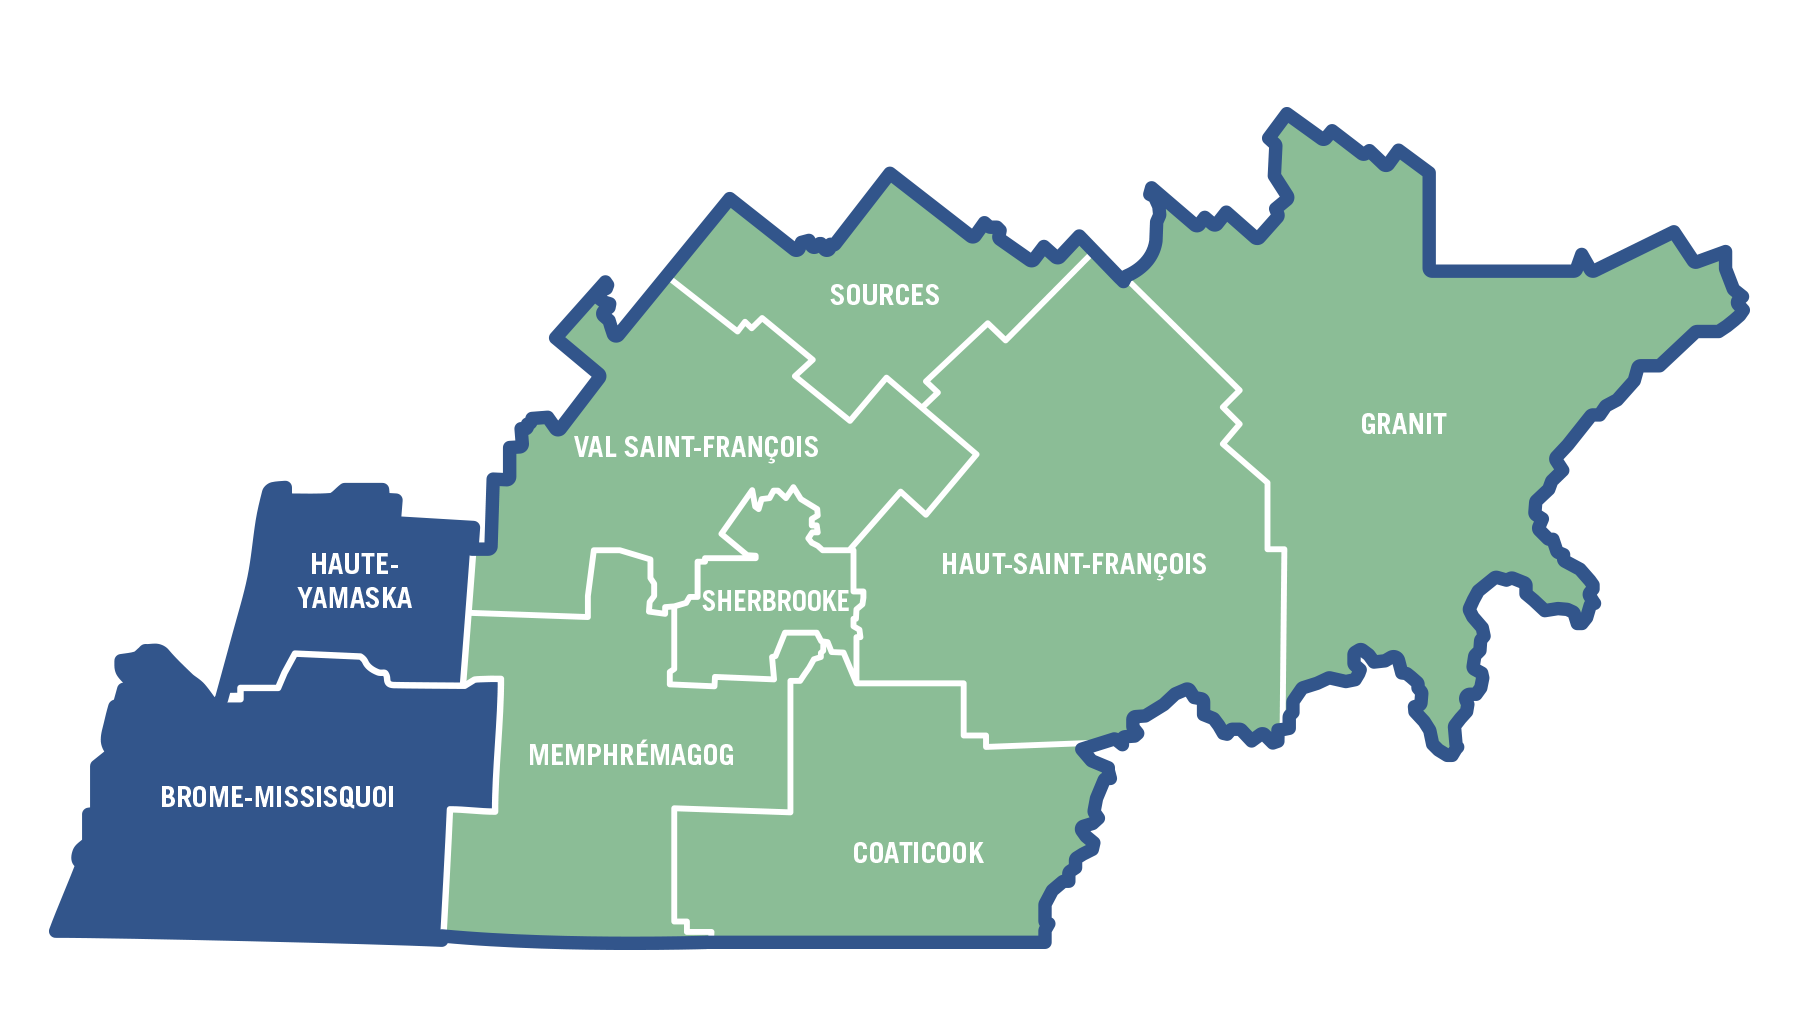 SOURCES
GRANIT
VAL SAINT-FRANÇOIS
HAUTE-
YAMASKA
HAUT-SAINT-FRANÇOIS
SHERBROOKE
MEMPHRÉMAGOG
BROME-MISSISQUOI
COATICOOK